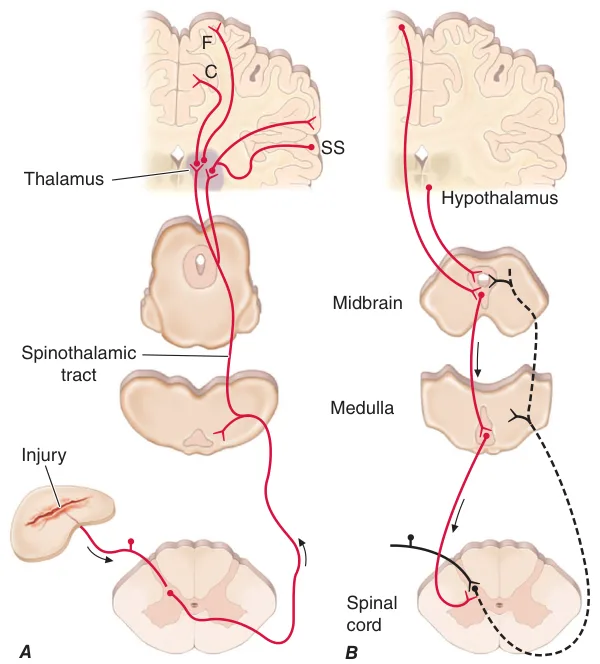 F
C
SS
Thalamus
Hypothalamus
Midbrain
Spinothalamic
tract
Medulla
Injury
Spinal
cord
A
B